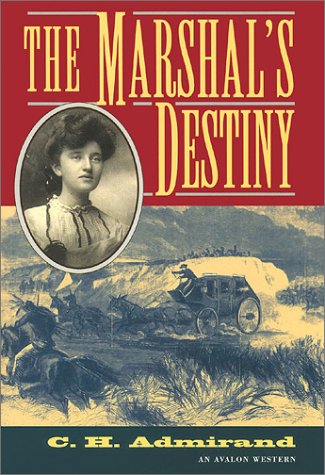 THE MARSHAL'S
DESTINY
C. H. Admirand
AN AVALON WESTERN